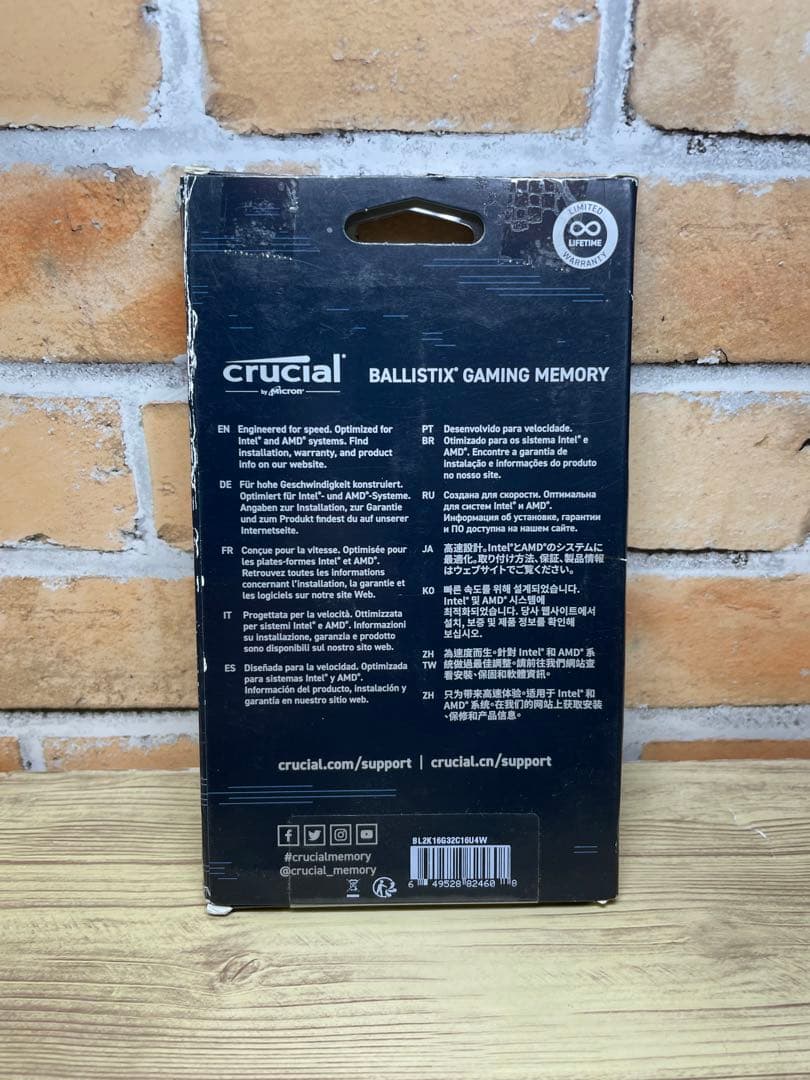 LIMITED
LIFETIME
WARRANTY
crucial®
by Micron®
BALLISTIX® GAMING MEMORY
EN Engineered for speed. Optimized for
Intel® and AMD® systems. Find
installation, warranty, and product
info on our website.
DE Für hohe Geschwindigkeit konstruiert.
Optimiert für Intel®- und AMD®-Systeme.
Angaben zur Installation, zur Garantie
und zum Produkt findest du auf unserer
Internetseite.
FR Conçue pour la vitesse. Optimisée pour
les plates-formes Intel® et AMD®.
Retrouvez toutes les informations
concernant l'installation, la garantie et
les logiciels sur notre site Web.
IT Progettata per la velocità. Ottimizzata
per sistemi Intel® e AMD®. Informazioni
su installazione, garanzia e prodotto
sono disponibili sul nostro sito web.
ES Diseñada para la velocidad. Optimizada
para sistemas Intel® y AMD®.
Información del producto, instalación y
garantía en nuestro sitio web.
PT Desenvolvido para velocidade.
BR Otimizado para os sistema Intel® e
AMD®. Encontre a garantia de
instalação e informações do produto
no nosso site.
RU Создана для скорости. Оптимальна
для систем Intel® и AMD®.
Информация об установке, гарантии
и ПО доступна на нашем сайте.
JA 高速設計。Intel®とAMD®のシステムに
最適化。取り付け方法、保証、製品情報
はウェブサイトでご覧ください。
KO 빠른 속도를 위해 설계되었습니다.
Intel® 및 AMD® 시스템에
최적화되었습니다. 당사 웹사이트에서
설치, 보증 및 제품 정보를 확인해
보십시오.
ZH 為速度而生。針對 Intel® 和 AMD® 系
TW 統做過最佳調整。請前往我們網站查
看安裝、保固和軟體資訊。
ZH 只为带来高速体验。适用于 Intel® 和
AMD® 系统。在我们的网站上获取安装
、保修和产品信息。
crucial.com/support | crucial.cn/support
#crucialmemory
@crucial_memory
BL2K16G32C16U4W
6 49528 82460 8